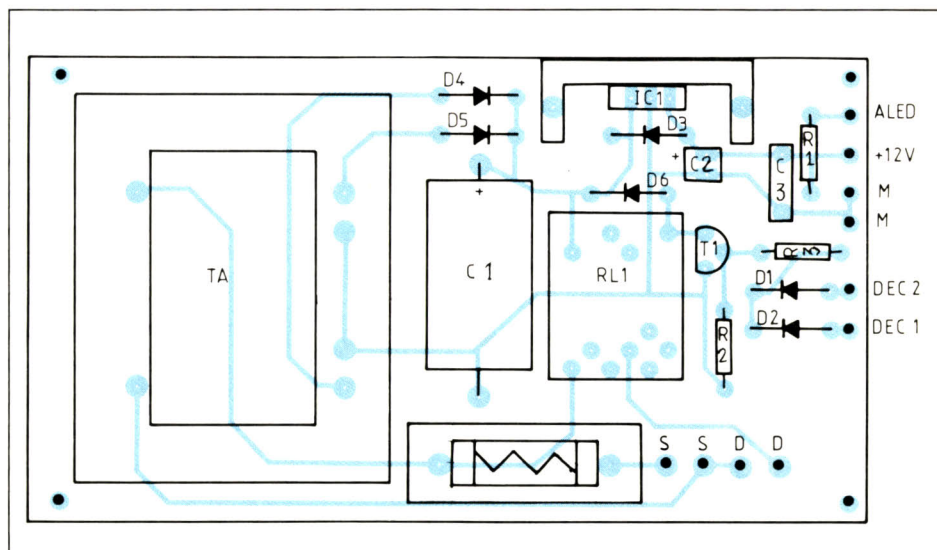 D4
IC1
ALED
D5
D3
R1
+12V
+
C2
C3
+
D6
M
M
TA
C1
RL1
T1
R3
D1
DEC 2
D2
DEC 1
R2
S S D D